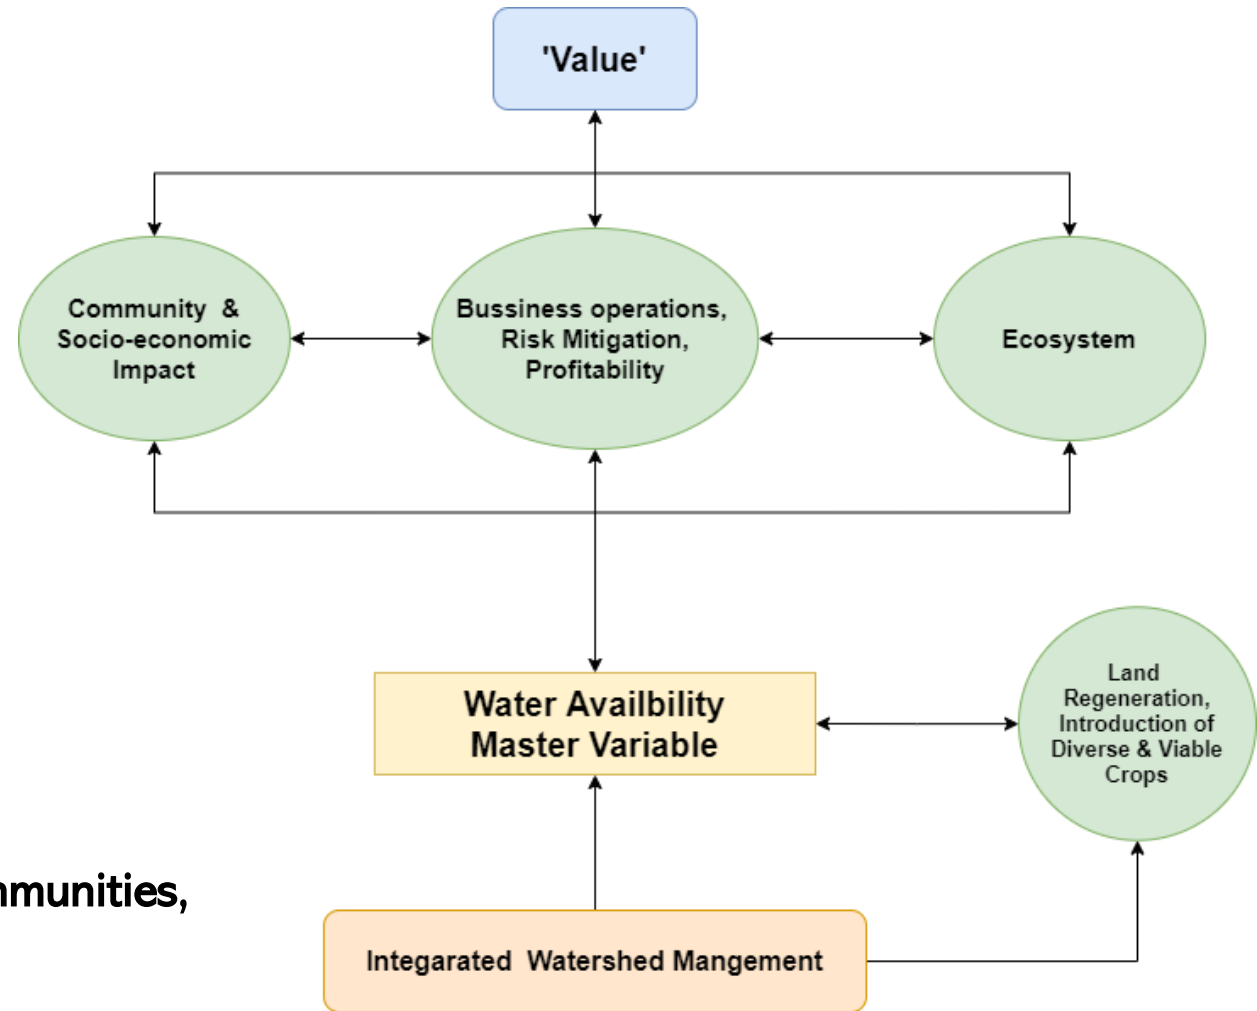 'Value'
Community &
Socio-economic
Impact
Bussiness operations,
Risk Mitigation,
Profitability
Ecosystem
Water Availbility
Master Variable
Land
Regeneration,
Introduction of
Diverse & Viable
Crops
Integarated Watershed Mangement